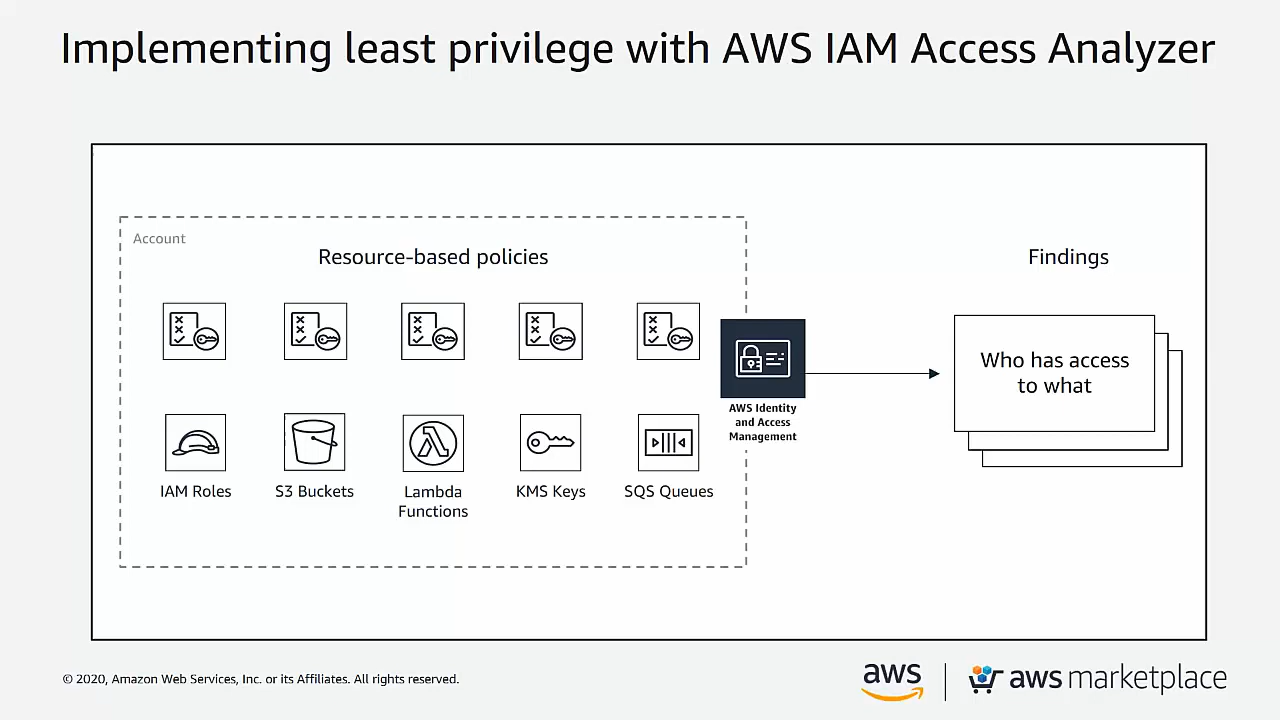 Implementing least privilege with AWS IAM Access Analyzer
Account
Resource-based policies
Findings
Who has access
to what
AWS Identity
and Access
Management
IAM Roles
S3 Buckets
Lambda
Functions
KMS Keys
SQS Queues
© 2020, Amazon Web Services, Inc. or its Affiliates. All rights reserved.
aws
aws marketplace